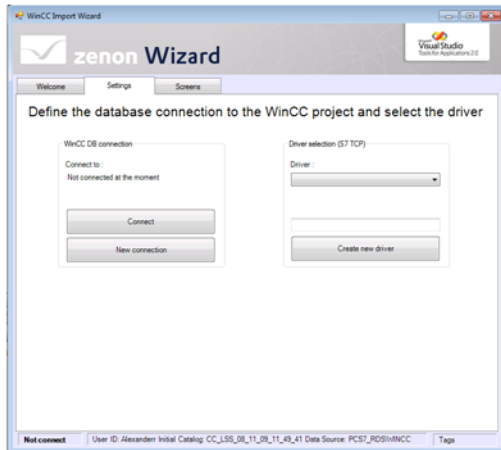 WinCC Import Wizard
zenon Wizard
Microsoft
Visual Studio
Tools for Applications 2.0
Welcome
Settings
Screens
Define the database connection to the WinCC project and select the driver
WinCC DB connection
Connect to :
Not connected at the moment
Connect
New connection
Driver selection (S7 TCP)
Driver :
Create new driver
Not connect
User ID: Alexanderr Initial Catalog: CC_LSS_08_11_09_11_49_41 Data Source: PCS7_RDS\WINCC
Tags